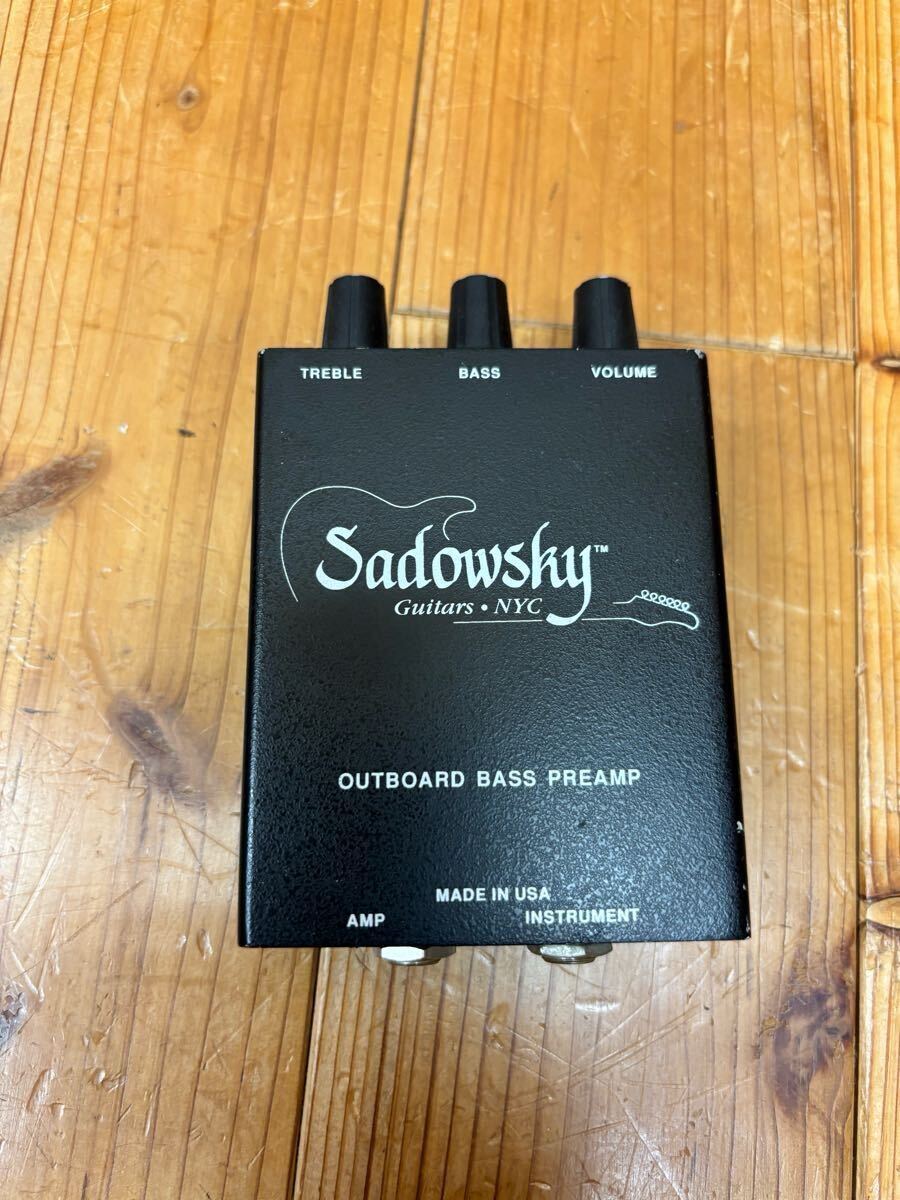 TREBLE BASS VOLUME
Sadowsky™
Guitars • NYC
OUTBOARD BASS PREAMP
MADE IN USA
AMP INSTRUMENT